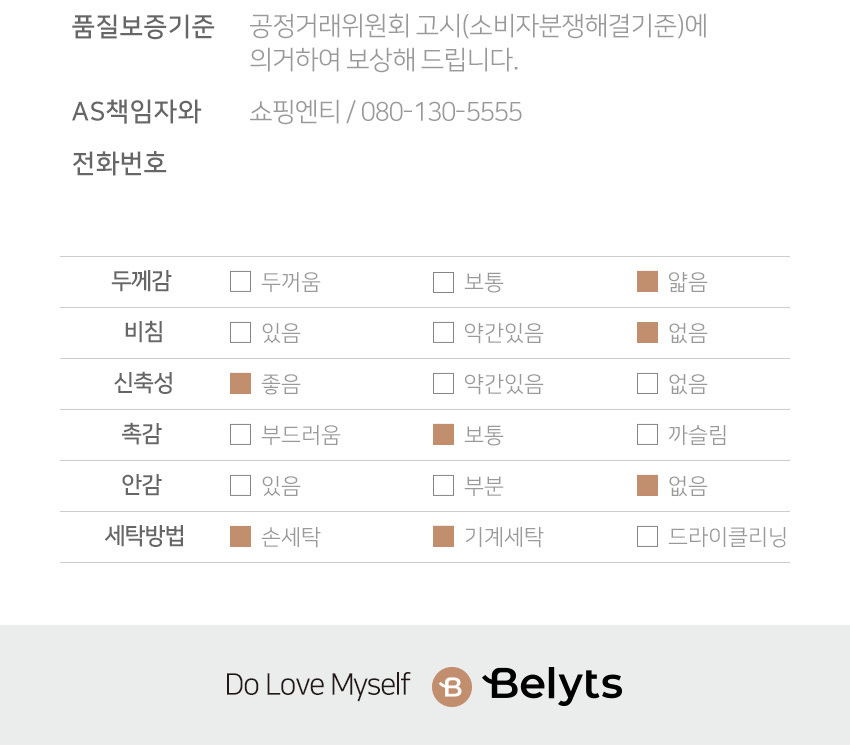 품질보증기준 공정거래위원회 고시(소비자분쟁해결기준)에
의거하여 보상해 드립니다.
AS책임자와 쇼핑엔티 / 080-130-5555
전화번호
두께감 두꺼움 보통 얇음
비침 있음 약간있음 없음
신축성 좋음 약간있음 없음
촉감 부드러움 보통 까슬림
안감 있음 부분 없음
세탁방법 손세탁 기계세탁 드라이클리닝
Do Love Myself B Belyts